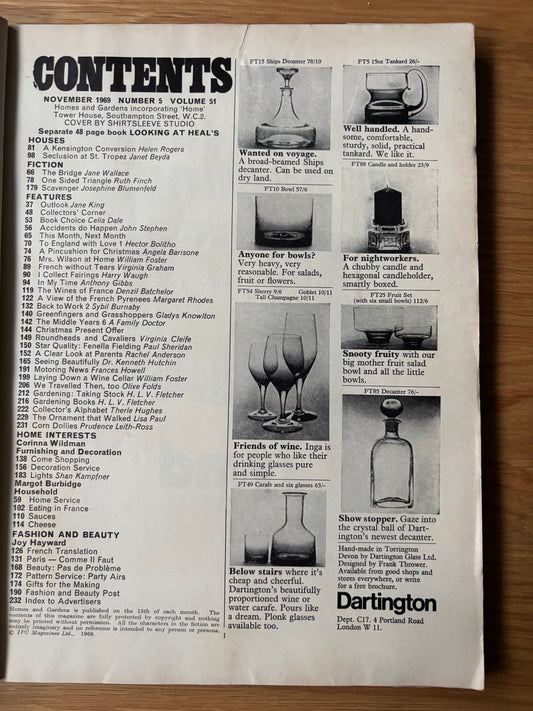 CONTENTS
NOVEMBER 1969 NUMBER 5 VOLUME 51
Homes and Gardens incorporating 'Home'
Tower House, Southampton Street, W.C.2.
COVER BY SHIRTSLEEVE STUDIO
Separate 48 page book LOOKING AT HEAL'S
HOUSES
81 A Kensington Conversion Helen Rogers
98 Seclusion at St. Tropez Janet Beyda
FICTION
66 The Bridge Jane Wallace
78 One Sided Triangle Ruth Finch
179 Scavenger Josephine Blumenfeld
FEATURES
37 Outlook Jane King
48 Collectors' Corner
53 Book Choice Celia Dale
56 Accidents do Happen John Stephen
65 This Month, Next Month
70 To England with Love 1 Hector Bolitho
74 A Pincushion for Christmas Angela Barisone
76 Mrs. Wilson at Home William Foster
89 French without Tears Virginia Graham
90 I Collect Fairings Harry Waugh
94 In My Time Anthony Gibbs
119 The Wines of France Denzil Batchelor
122 A View of the French Pyrenees Margaret Rhodes
132 Back to Work 2 Sybil Burnaby
140 Greenfingers and Grasshoppers Gladys Knowlton
142 The Middle Years 6 A Family Doctor
144 Christmas Present Offer
149 Roundheads and Cavaliers Virginia Cleife
150 Star Quality: Fenella Fielding Paul Sheridan
152 A Clear Look at Parents Rachel Anderson
165 Seeing Beautifully Dr. Kenneth Hutchin
191 Motoring News Frances Howell
199 Laying Down a Wine Cellar William Foster
206 We Travelled Then, too Olive Folds
212 Gardening: Taking Stock H. L. V. Fletcher
216 Gardening Books H. L. V. Fletcher
222 Collector's Alphabet Therle Hughes
229 The Ornament that Walked Lisa Paul
231 Corn Dollies Prudence Leith-Ross
HOME INTERESTS
Corinna Wildman
Furnishing and Decoration
138 Come Shopping
156 Decoration Service
183 Lights Shan Kampfner
Margot Burbidge
Household
59 Home Service
102 Eating in France
110 Sauces
114 Cheese
FASHION AND BEAUTY
Joy Hayward
126 French Translation
131 Paris — Comme Il Faut
168 Beauty: Pas de Problème
172 Pattern Service: Party Airs
174 Gifts for the Making
190 Fashion and Beauty Post
232 Index to Advertisers
Homes and Gardens is published on the 15th of each month. The
contents of this magazine are fully protected by copyright and nothing
may be printed without permission. All the characters in the fiction are
entirely imaginary and no reference is intended to any person or persons.
© IPC Magazines Ltd., 1969.
1
FT15 Ships Decanter 78/10
Wanted on voyage.
A broad-beamed Ships
decanter. Can be used on
dry land.
FT10 Bowl 57/6
Anyone for bowls?
Very heavy, very
reasonable. For salads,
fruit or flowers.
FT54 Sherry 9/6 Goblet 10/11
Tall Champagne 10/11
Friends of wine. Inga is
for people who like their
drinking glasses pure
and simple.
FT49 Carafe and six glasses 63/-
Below stairs where it's
cheap and cheerful.
Dartington's beautifully
proportioned wine or
water carafe. Pours like
a dream. Plonk glasses
available too.
FT5 15oz Tankard 26/-
Well handled. A hand-
some, comfortable,
sturdy, solid, practical
tankard. We like it.
FT88 Candle and holder 23/9
For nightworkers.
A chubby candle and
hexagonal candleholder,
smartly boxed.
FT25 Fruit Set
(with six small bowls) 112/6
Snooty fruity with our
big mother fruit salad
bowl and all the little
bowls.
FT85 Decanter 76/-
Show stopper. Gaze into
the crystal ball of Dart-
ington's newest decanter.
Hand-made in Torrington
Devon by Dartington Glass Ltd.
Designed by Frank Thrower.
Available from good shops and
stores everywhere, or write
for a free brochure.
Dartington
Dept. C17. 4 Portland Road
London W 11.